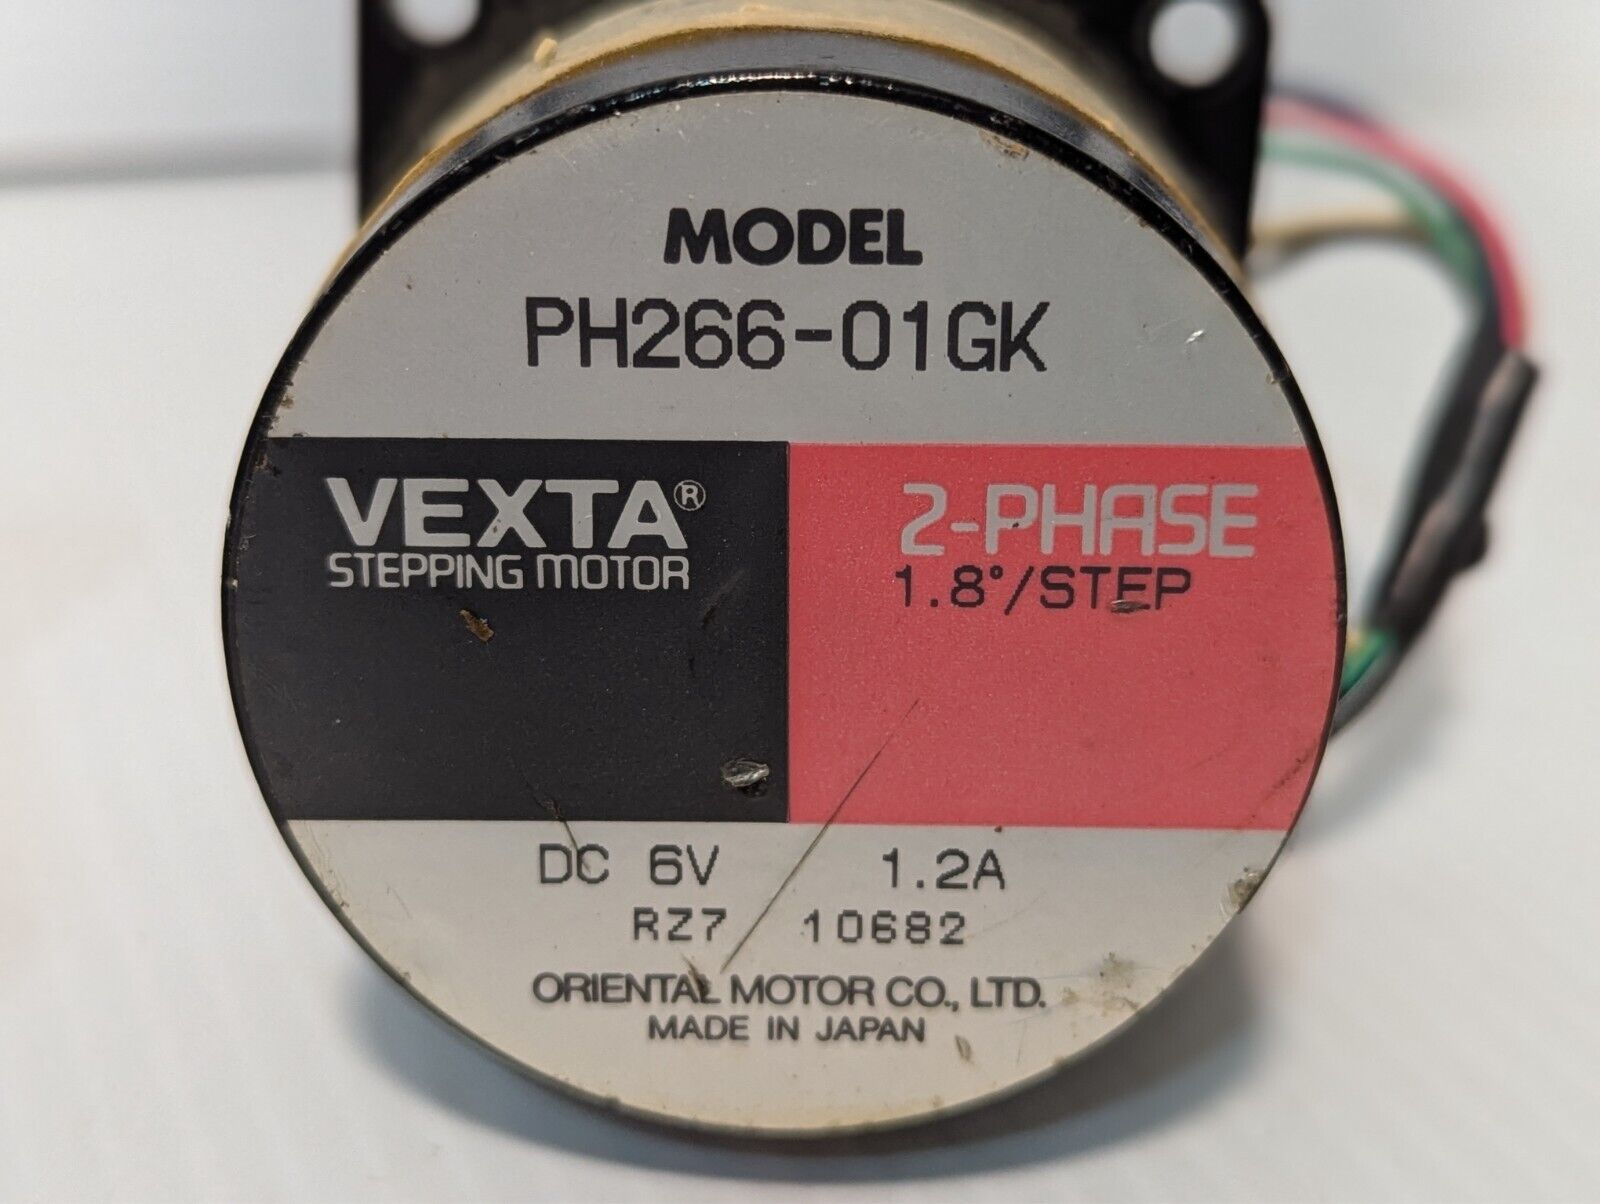 MODEL
PH266-01GK
VEXTA®
STEPPING MOTOR
2-PHASE
1.8°/STEP
DC 6V 1.2A
RZ7 10682
ORIENTAL MOTOR CO., LTD.
MADE IN JAPAN